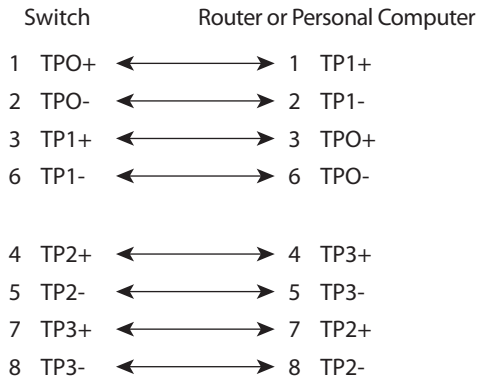 Switch Router or Personal Computer
1 TPO+ 1 TP1+
2 TPO- 2 TP1-
3 TP1+ 3 TPO+
6 TP1- 6 TPO-
4 TP2+ 4 TP3+
5 TP2- 5 TP3-
7 TP3+ 7 TP2+
8 TP3- 8 TP2-